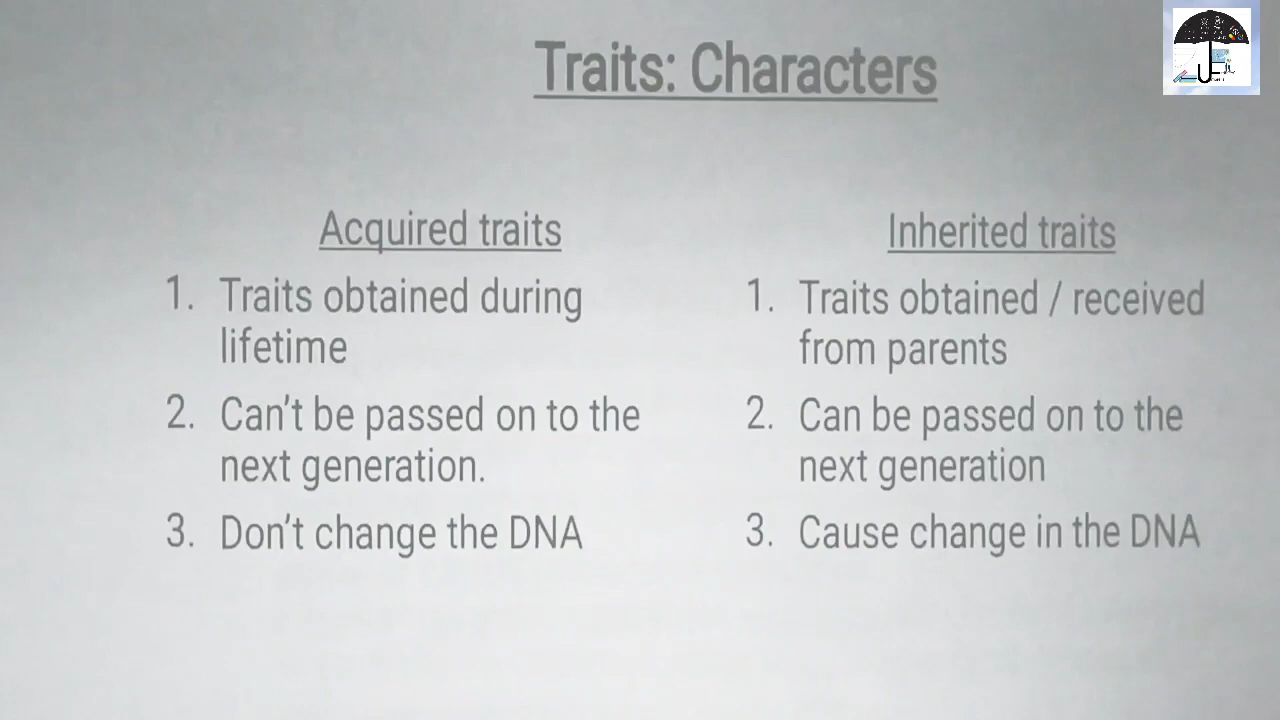 Traits: Characters
Acquired traits
1. Traits obtained during
lifetime
2. Can't be passed on to the
next generation.
3. Don't change the DNA
Inherited traits
1. Traits obtained / received
from parents
2. Can be passed on to the
next generation
3. Cause change in the DNA